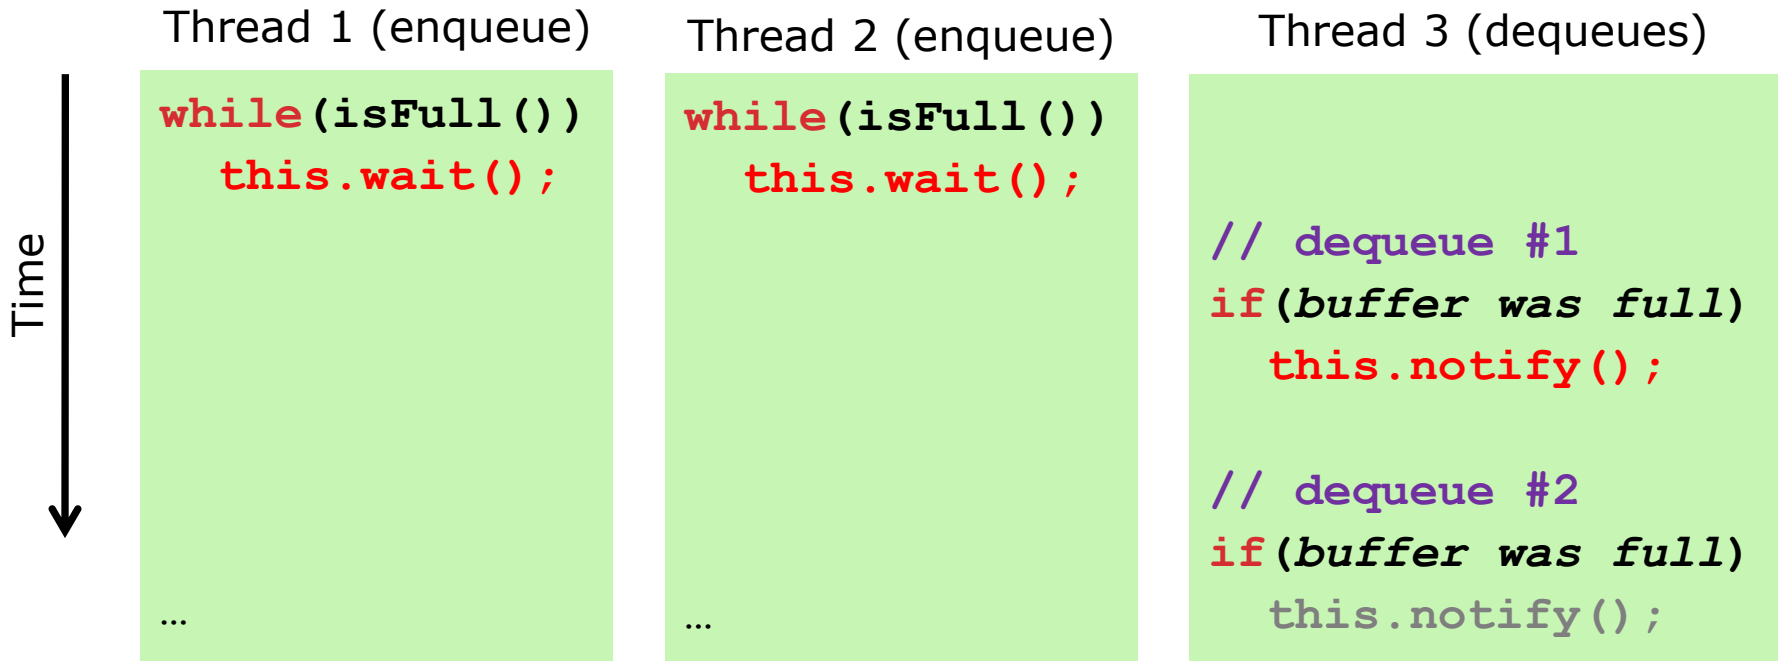 Thread 1 (enqueue)
Thread 2 (enqueue)
Thread 3 (dequeues)
Time
while(isFull())
this.wait();
…
while(isFull())
this.wait();
…
// dequeue #1
if(buffer was full)
this.notify();
// dequeue #2
if(buffer was full)
this.notify();